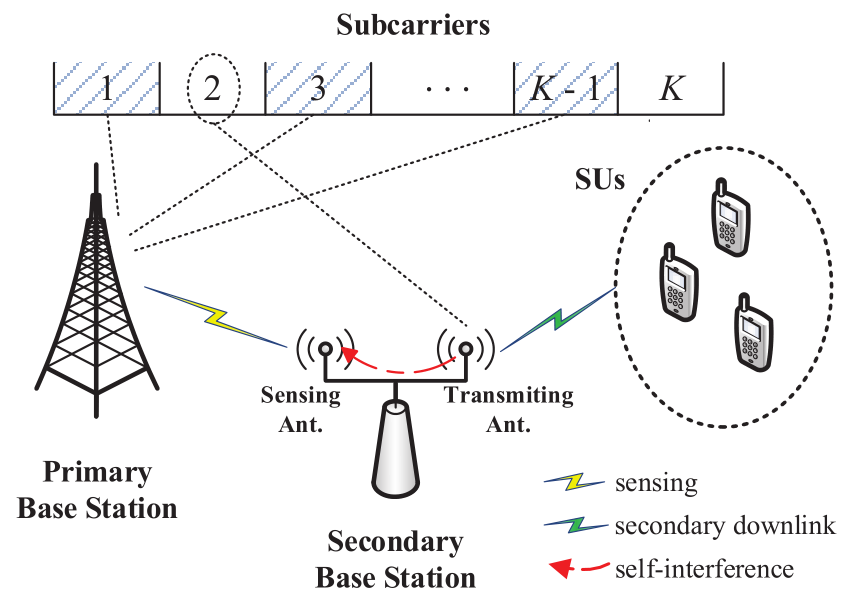 Subcarriers
1 2 3 ... K - 1 K
SUs
Sensing
Ant.
Transmiting
Ant.
Primary
Base Station
Secondary
Base Station
sensing
secondary downlink
self-interference